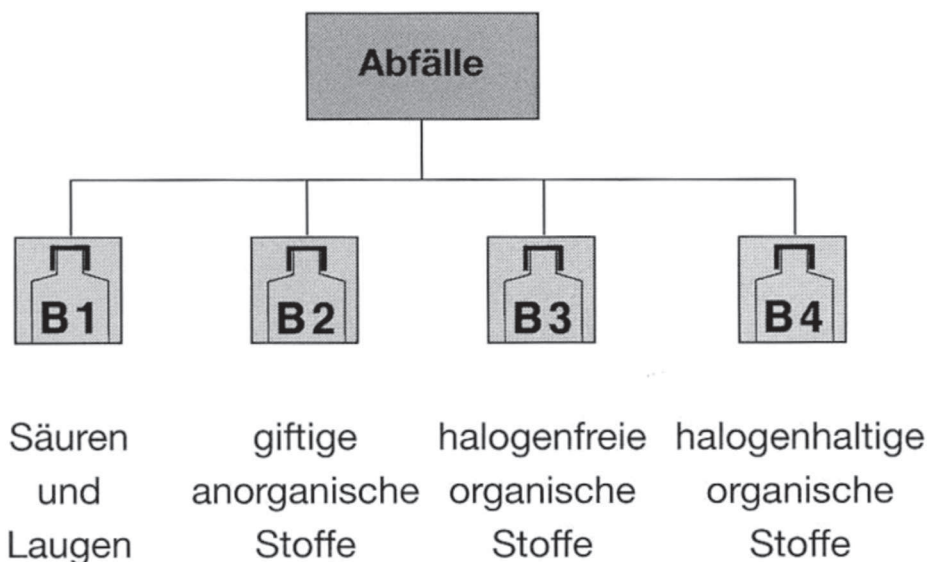 Abfälle
B1
B2
B3
B4
Säuren
und
Laugen
giftige
anorganische
Stoffe
halogenfreie
organische
Stoffe
halogenhaltige
organische
Stoffe